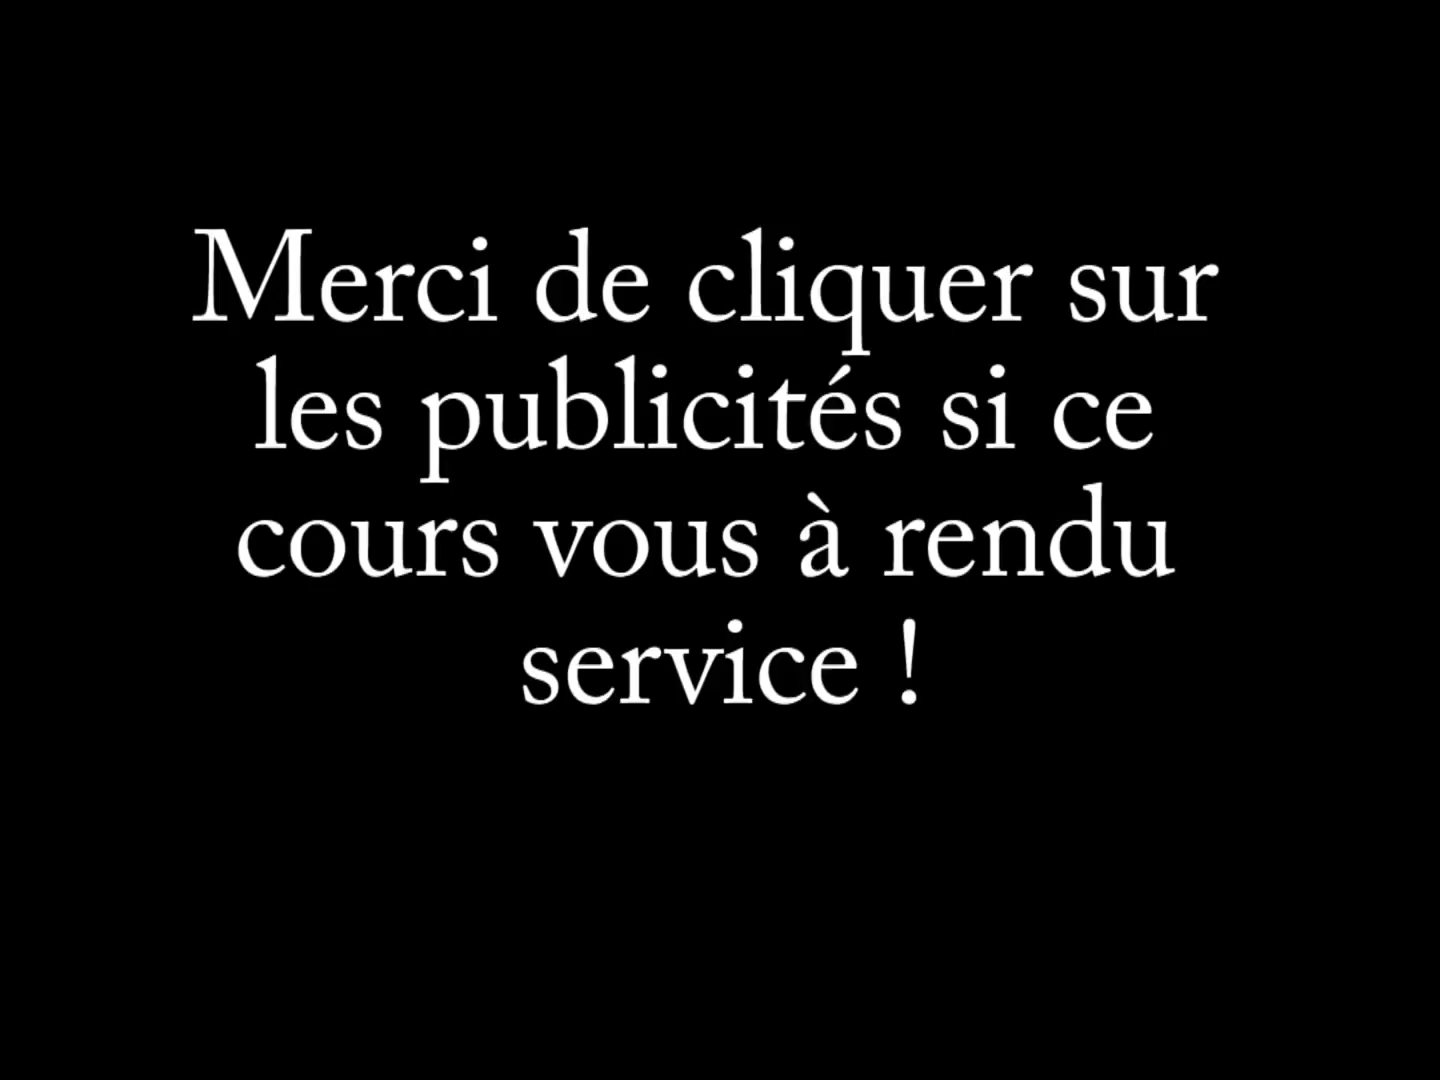 Merci de cliquer sur
les publicités si ce
cours vous à rendu
service !